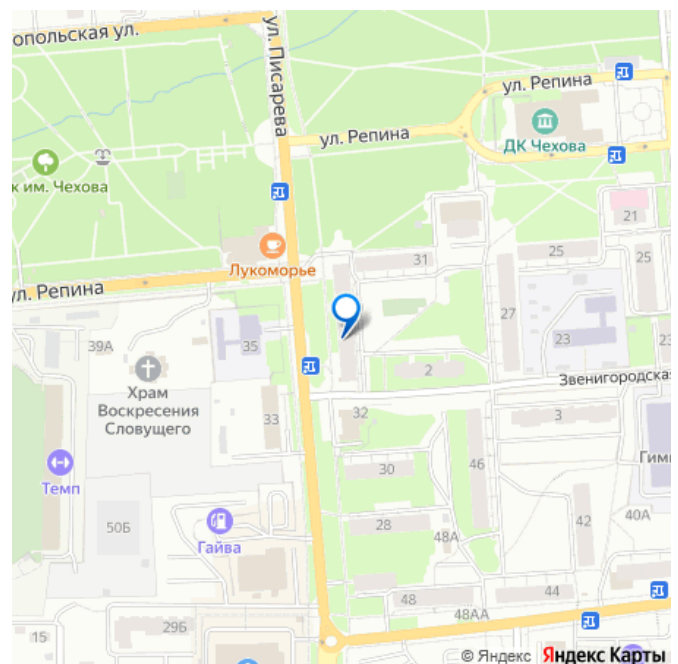 опольская ул.
ул. Писарева
ул. Репина
ул. Репина
ДК Чехова
к им. Чехова
21
Лукоморье
31
25
25
ул. Репина
27
39А
35
23
23
2
Храм
Воскресения
Словущего
Звенигородска
33
32
3
Гим
Темп
30
46
50Б
Гайва
28
42
40А
48А
44
48
48АА
29Б
15
© Яндекс Яндекс Карты